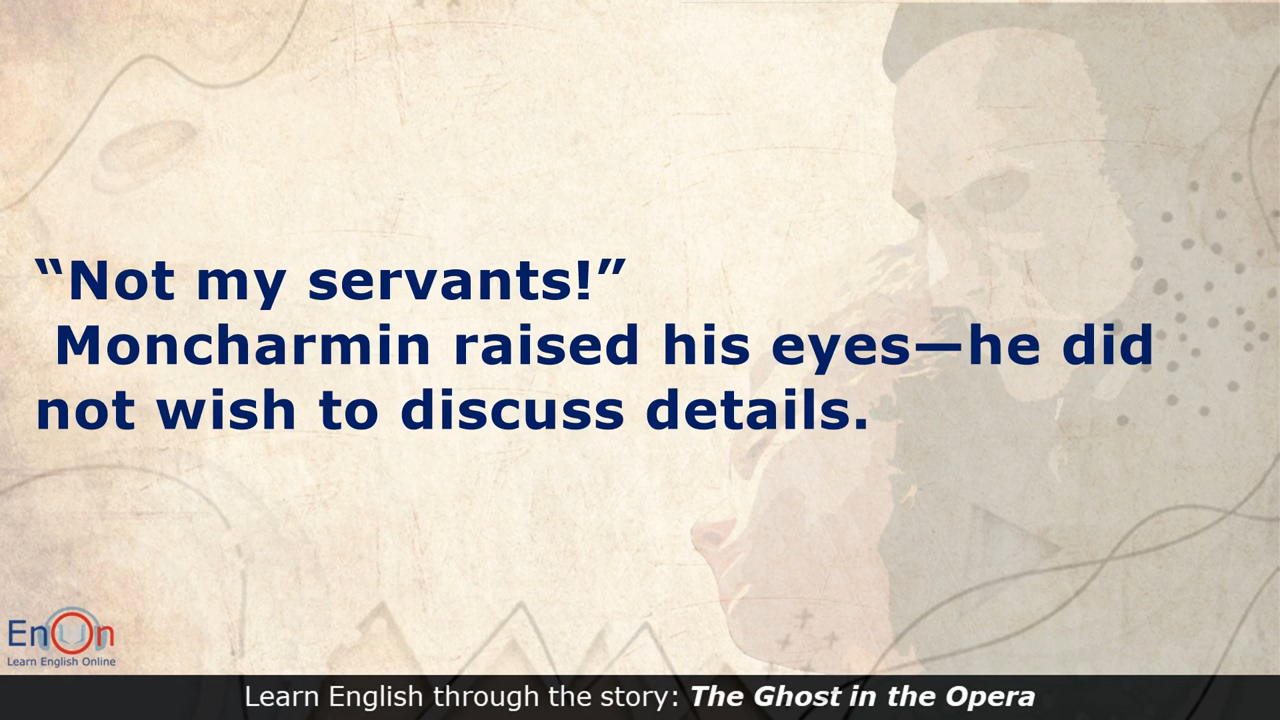 “Not my servants!”
Moncharmin raised his eyes—he did
not wish to discuss details.
EnOn
Learn English Online
Learn English through the story: The Ghost in the Opera